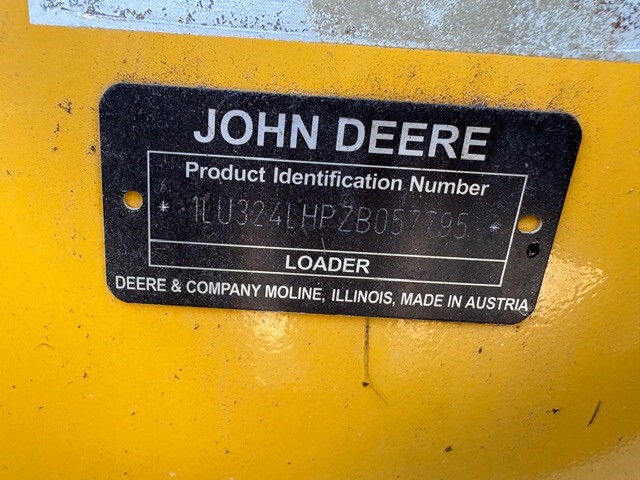 JOHN DEERE
Product Identification Number
* 1LU324LHPZB057795 *
LOADER
DEERE & COMPANY MOLINE, ILLINOIS, MADE IN AUSTRIA